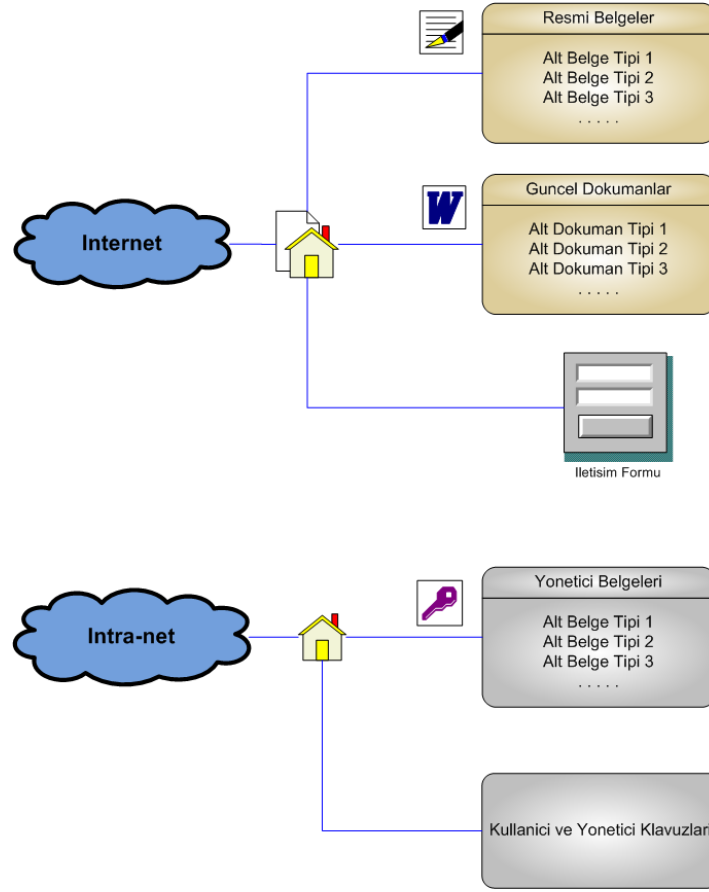 Resmi Belgeler
Alt Belge Tipi 1
Alt Belge Tipi 2
Alt Belge Tipi 3
. . . . .
Internet
W
Guncel Dokumanlar
Alt Dokuman Tipi 1
Alt Dokuman Tipi 2
Alt Dokuman Tipi 3
. . . . .
Iletisim Formu
Intra-net
Yonetici Belgeleri
Alt Belge Tipi 1
Alt Belge Tipi 2
Alt Belge Tipi 3
. . . . .
Kullanici ve Yonetici Klavuzlari